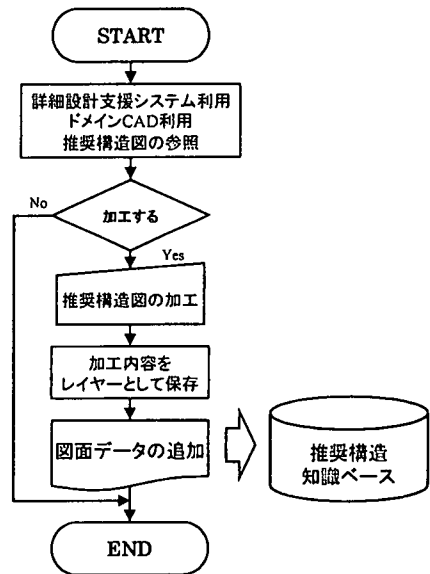 START
詳細設計支援システム利用
ドメインCAD利用
推奨構造図の参照
No
加工する
Yes
推奨構造図の加工
加工内容を
レイヤーとして保存
図面データの追加
推奨構造
知識ベース
END